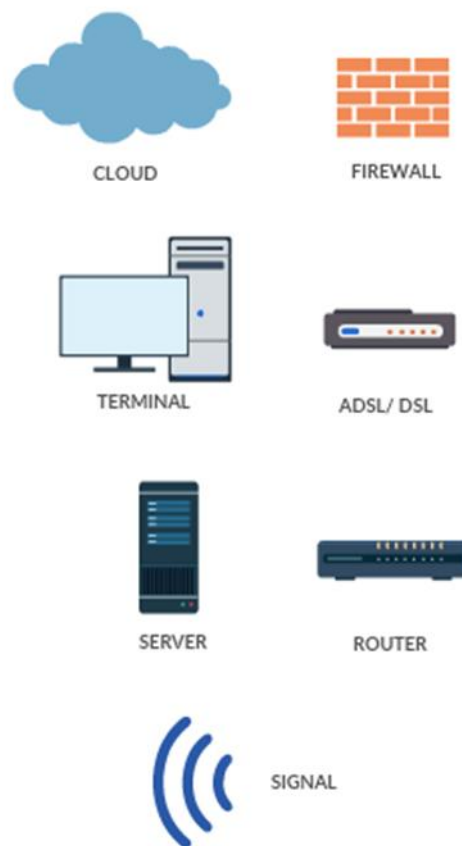 CLOUD
FIREWALL
TERMINAL
ADSL/ DSL
SERVER
ROUTER
SIGNAL